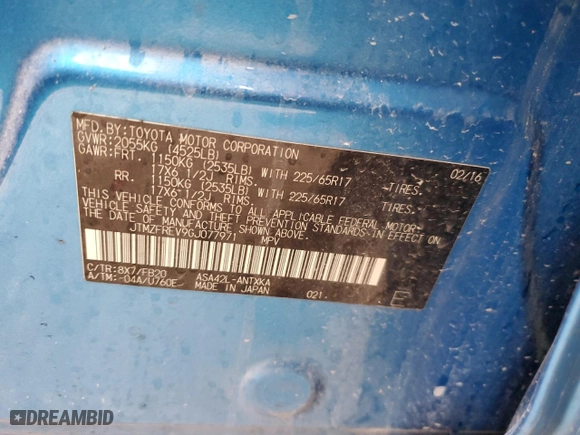 MFD. BY: TOYOTA MOTOR CORPORATION 02/16
GVWR: 2055KG (4505LB)
GAWR: FRT. 1150KG (2535LB) WITH 225/65R17 TIRES,
17X6 1/2J RIMS.
RR. 1150KG (2535LB) WITH 225/65R17 TIRES,
17X6 1/2J RIMS.
THIS VEHICLE CONFORMS TO ALL APPLICABLE FEDERAL MOTOR
VEHICLE SAFETY AND THEFT PREVENTION STANDARDS IN
EFFECT ON THE DATE OF MANUFACTURE SHOWN ABOVE.
JTMZFREV9GJ077971 MPV
C/TR: 8X7/FB20 ASA42L-ANTXKA
A/TM: -04A/U760E MADE IN JAPAN 021 E
DREAMBID